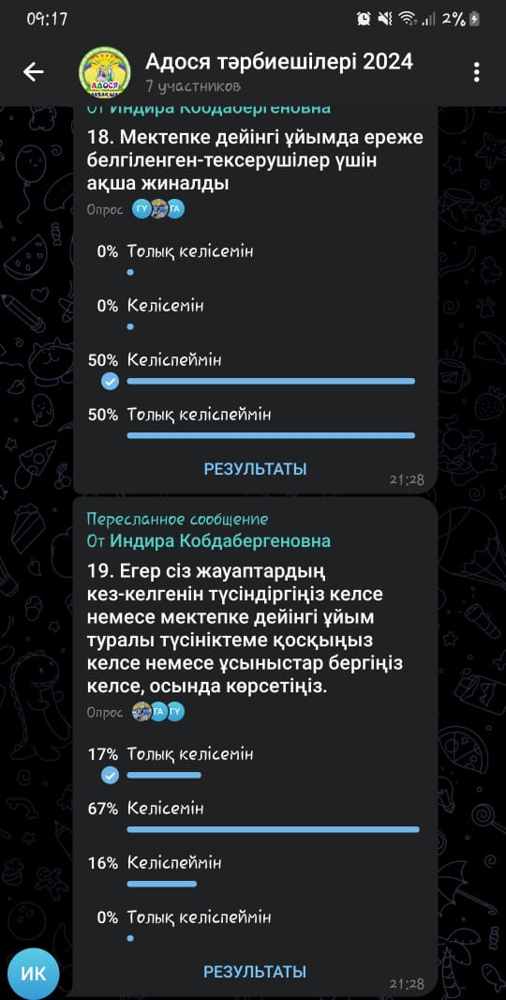 09:17
2%
Адося тәрбиешілері 2024
АДОСЯ
7 участников
От Индира Кобдабергеновна
18. Мектепке дейінгі ұйымда ереже
белгіленген-тексерушілер үшін
ақша жиналды
Опрос ГҮ ГА
0% Толық келісемін
0% Келісемін
50% Келіспеймін
50% Толық келіспеймін
РЕЗУЛЬТАТЫ
21:28
Пересланное сообщение
От Индира Кобдабергеновна
19. Егер сіз жауаптардың
кез-келгенін түсіндіргіңіз келсе
немесе мектепке дейінгі ұйым
туралы түсініктеме қосқыңыз
келсе немесе ұсыныстар бергіңіз
келсе, осында көрсетіңіз.
Опрос ГА ГҮ
17% Толық келісемін
67% Келісемін
16% Келіспеймін
0% Толық келіспеймін
РЕЗУЛЬТАТЫ
21:28
ИК